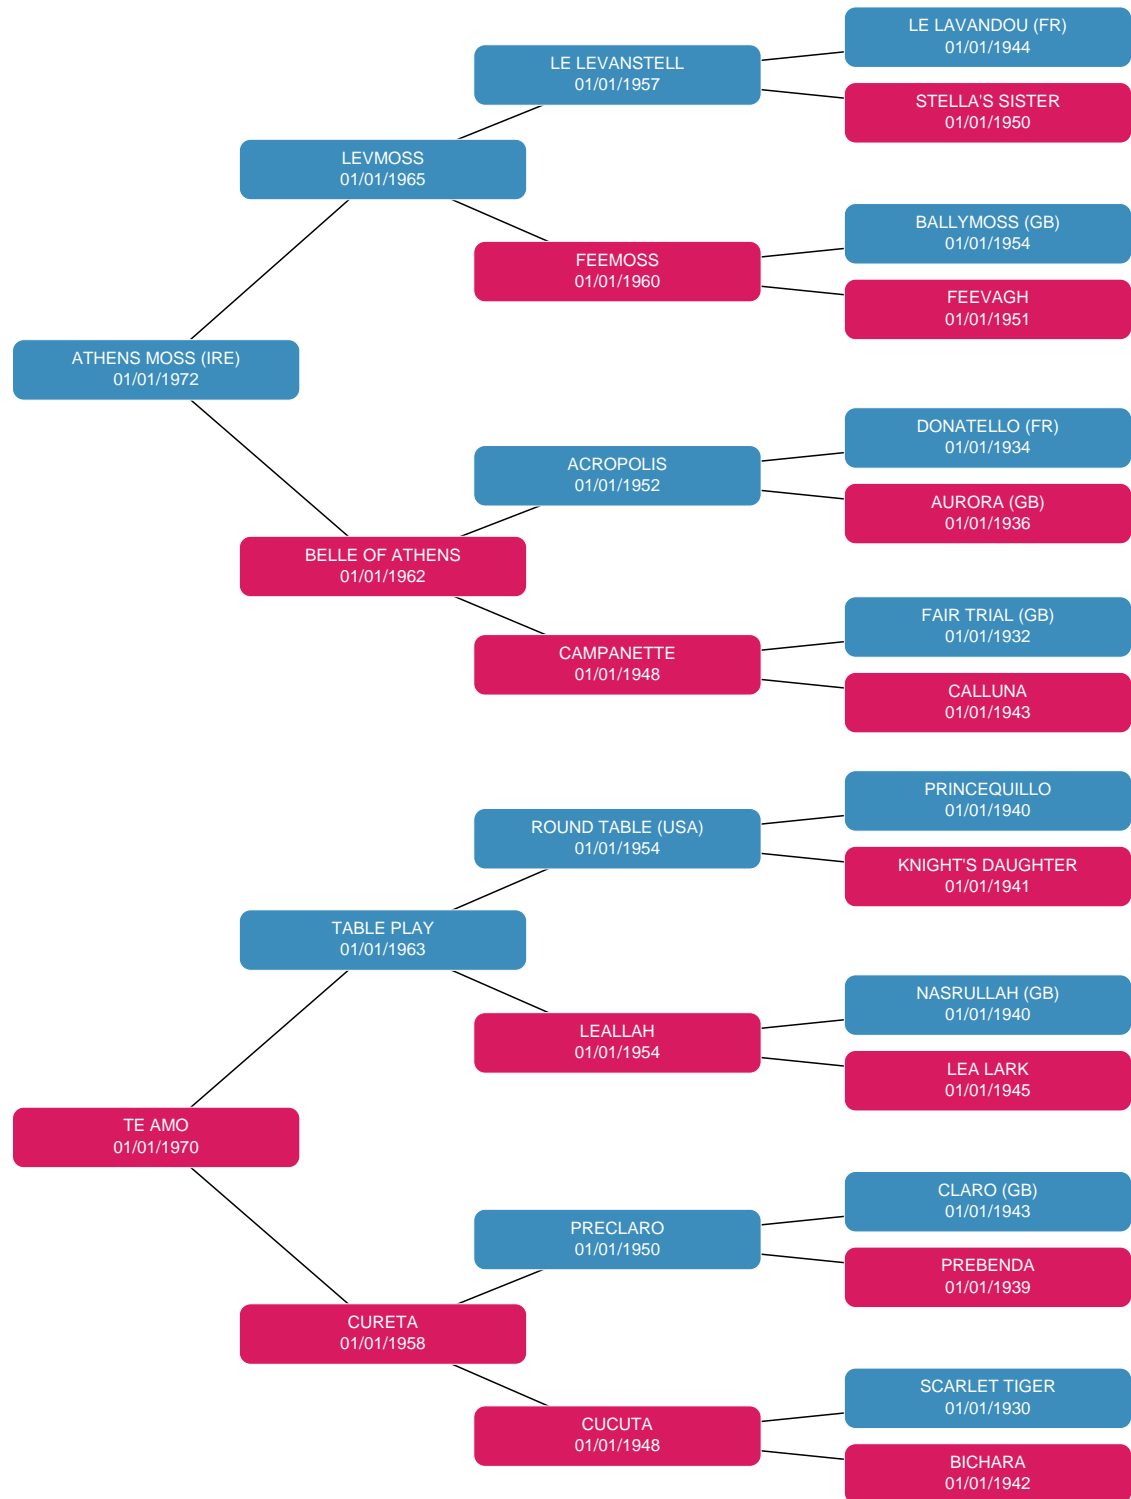 LE LAVANDOU (FR)
01/01/1944
LE LEVANSTELL
01/01/1957
STELLA'S SISTER
01/01/1950
LEVMOSS
01/01/1965
BALLYMOSS (GB)
01/01/1954
FEEMOSS
01/01/1960
FEEVAGH
01/01/1951
ATHENS MOSS (IRE)
01/01/1972
DONATELLO (FR)
01/01/1934
ACROPOLIS
01/01/1952
AURORA (GB)
01/01/1936
BELLE OF ATHENS
01/01/1962
FAIR TRIAL (GB)
01/01/1932
CAMPANETTE
01/01/1948
CALLUNA
01/01/1943
PRINCEQUILLO
01/01/1940
ROUND TABLE (USA)
01/01/1954
KNIGHT'S DAUGHTER
01/01/1941
TABLE PLAY
01/01/1963
NASRULLAH (GB)
01/01/1940
LEALLAH
01/01/1954
LEA LARK
01/01/1945
TE AMO
01/01/1970
CLARO (GB)
01/01/1943
PRECLARO
01/01/1950
PREBENDA
01/01/1939
CURETA
01/01/1958
SCARLET TIGER
01/01/1930
CUCUTA
01/01/1948
BICHARA
01/01/1942